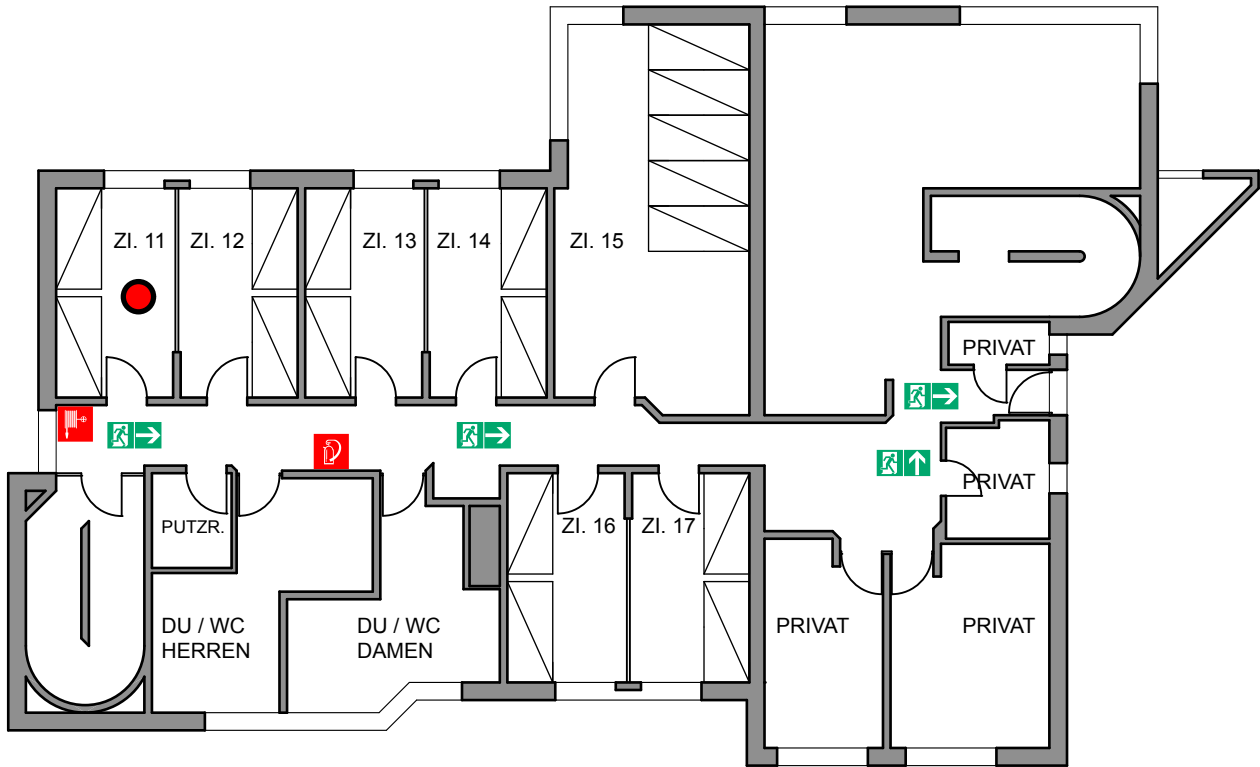 ZI. 11
ZI. 12
ZI. 13
ZI. 14
ZI. 15
PRIVAT
PRIVAT
PUTZR.
ZI. 16
ZI. 17
DU / WC
HERREN
DU / WC
DAMEN
PRIVAT
PRIVAT